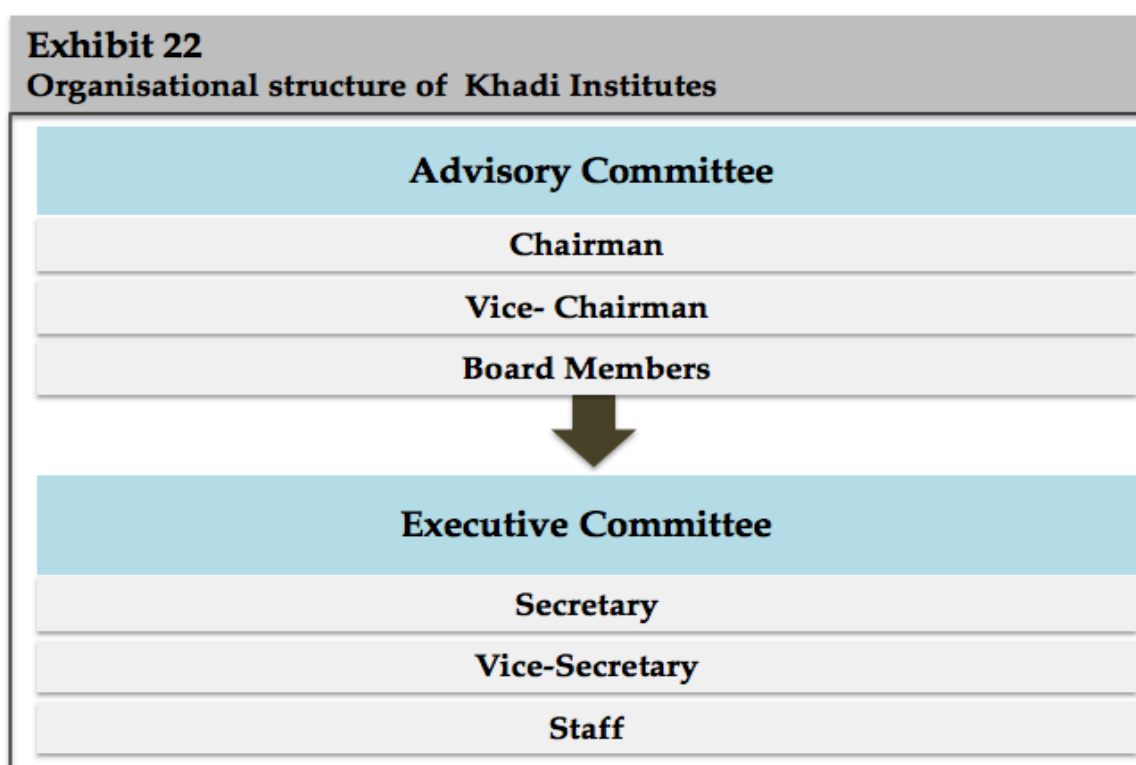 Exhibit 22
Organisational structure of Khadi Institutes
Advisory Committee
Chairman
Vice- Chairman
Board Members
Executive Committee
Secretary
Vice-Secretary
Staff